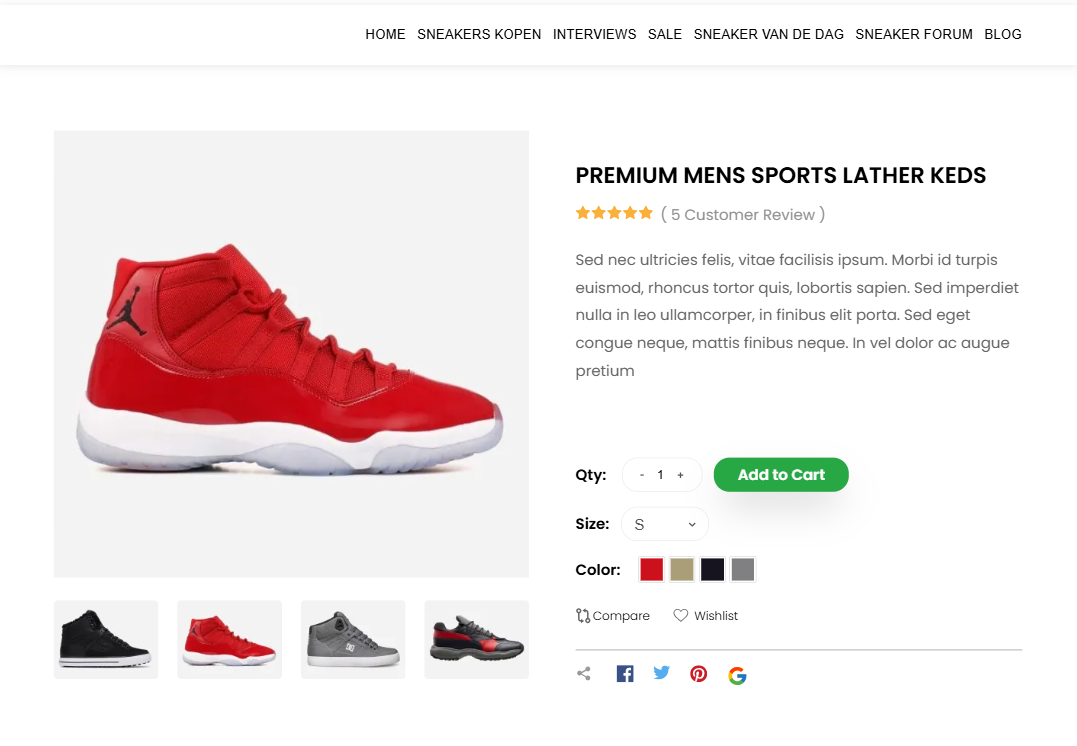 HOME SNEAKERS KOPEN INTERVIEWS SALE SNEAKER VAN DE DAG SNEAKER FORUM BLOG
PREMIUM MENS SPORTS LATHER KEDS
( 5 Customer Review )
Sed nec ultricies felis, vitae facilisis ipsum. Morbi id turpis
euismod, rhoncus tortor quis, lobortis sapien. Sed imperdiet
nulla in leo ullamcorper, in finibus elit porta. Sed eget
congue neque, mattis finibus neque. In vel dolor ac augue
pretium
Qty: - 1 + Add to Cart
Size: S
Color:
Compare Wishlist